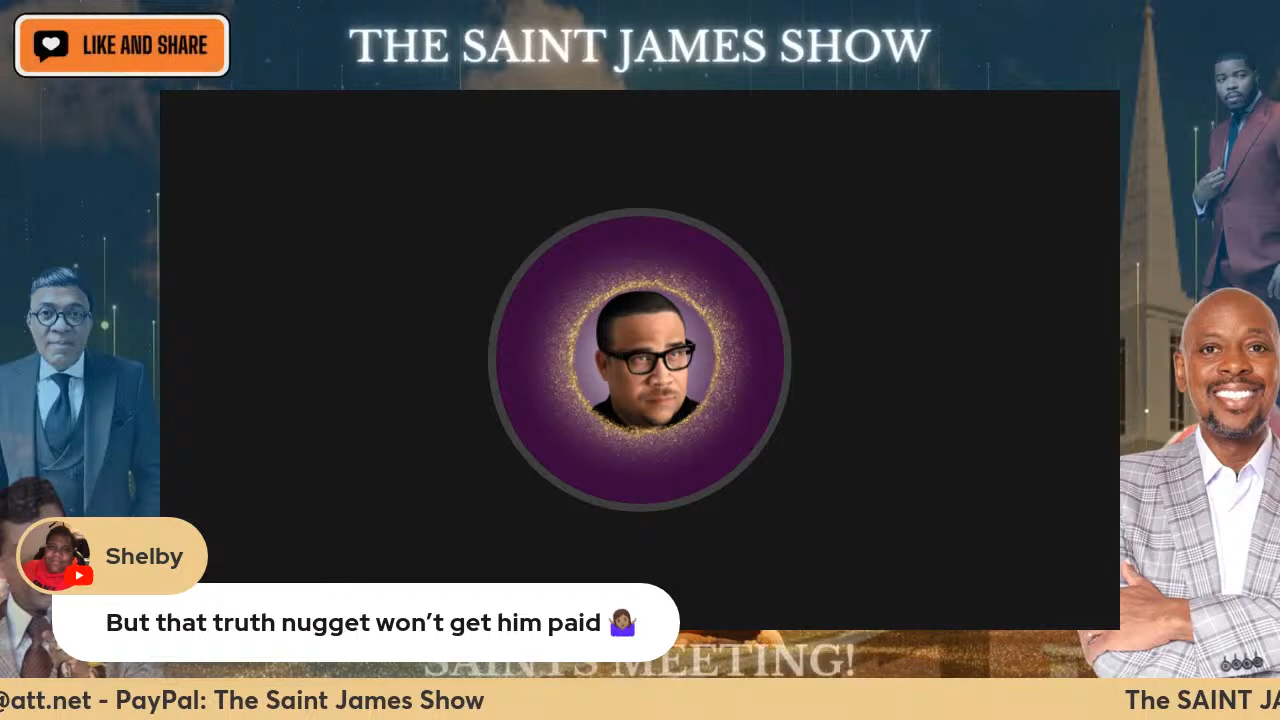 LIKE AND SHARE
THE SAINT JAMES SHOW
Shelby
But that truth nugget won’t get him paid 🤷🏽‍♀️
SAINTS MEETING!
@att.net - PayPal: The Saint James Show
The SAINT JA